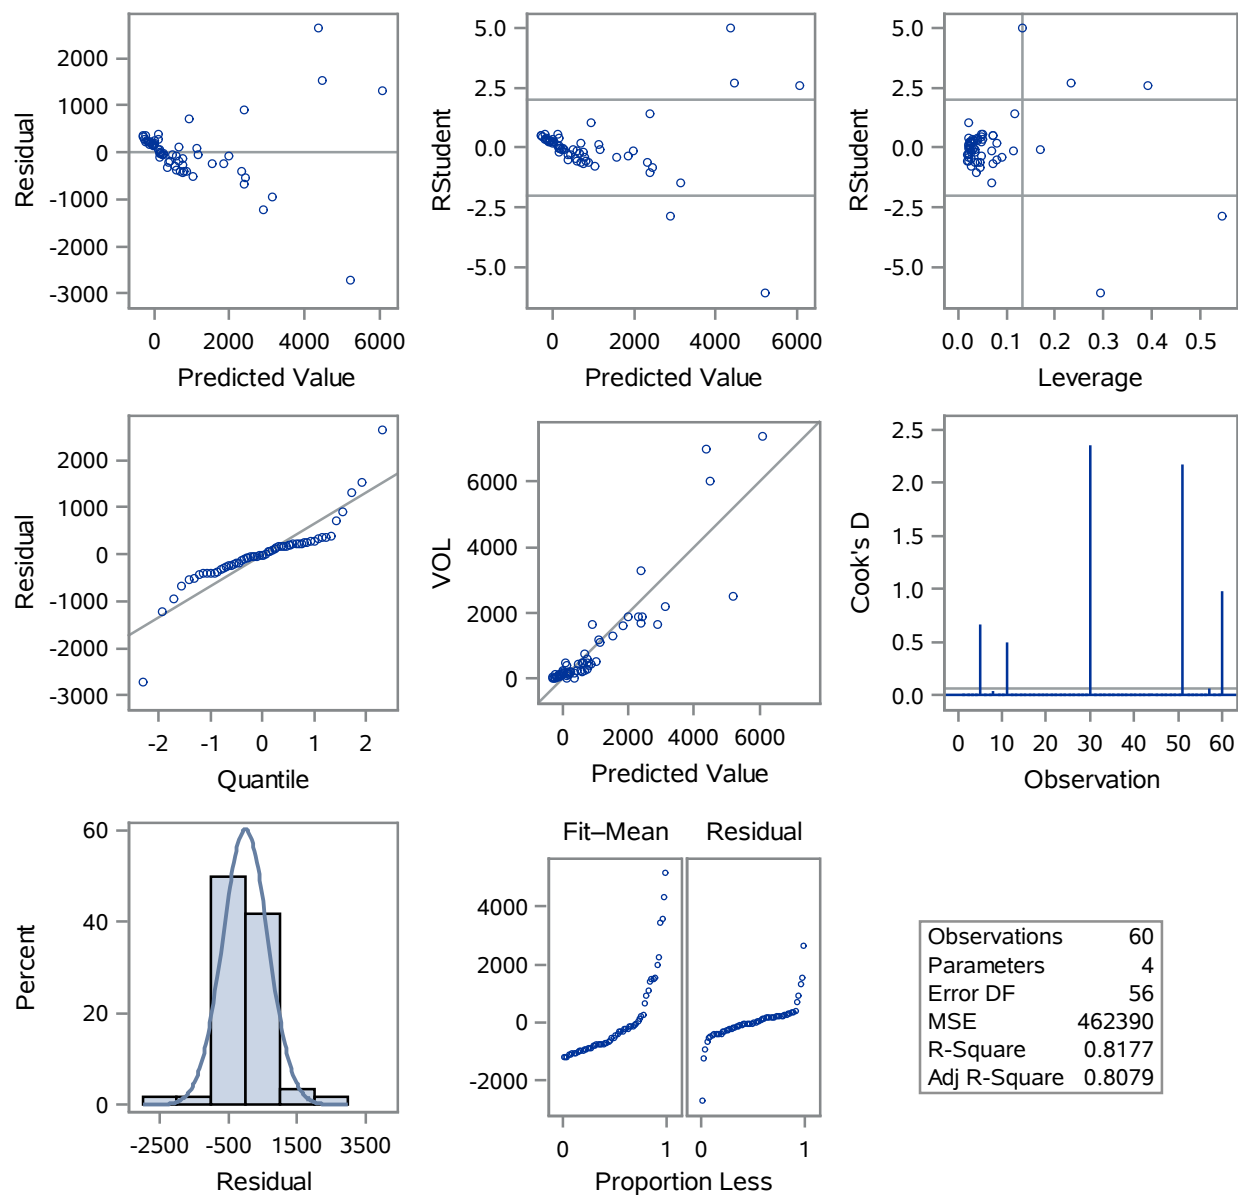 Residual
2000
1000
0
-1000
-2000
-3000
0 2000 4000 6000
Predicted Value
RStudent
5.0
2.5
0.0
-2.5
-5.0
0 2000 4000 6000
Predicted Value
RStudent
5.0
2.5
0.0
-2.5
-5.0
0.0 0.1 0.2 0.3 0.4 0.5
Leverage
Residual
2000
1000
0
-1000
-2000
-3000
-2 -1 0 1 2
Quantile
VOL
6000
4000
2000
0
0 2000 4000 6000
Predicted Value
Cook's D
2.5
2.0
1.5
1.0
0.5
0.0
0 10 20 30 40 50 60
Observation
Percent
60
40
20
0
-2500 -500 1500 3500
Residual
Fit–Mean Residual
4000
2000
0
-2000
0 1 0 1
Proportion Less
Observations 60
Parameters 4
Error DF 56
MSE 462390
R-Square 0.8177
Adj R-Square 0.8079